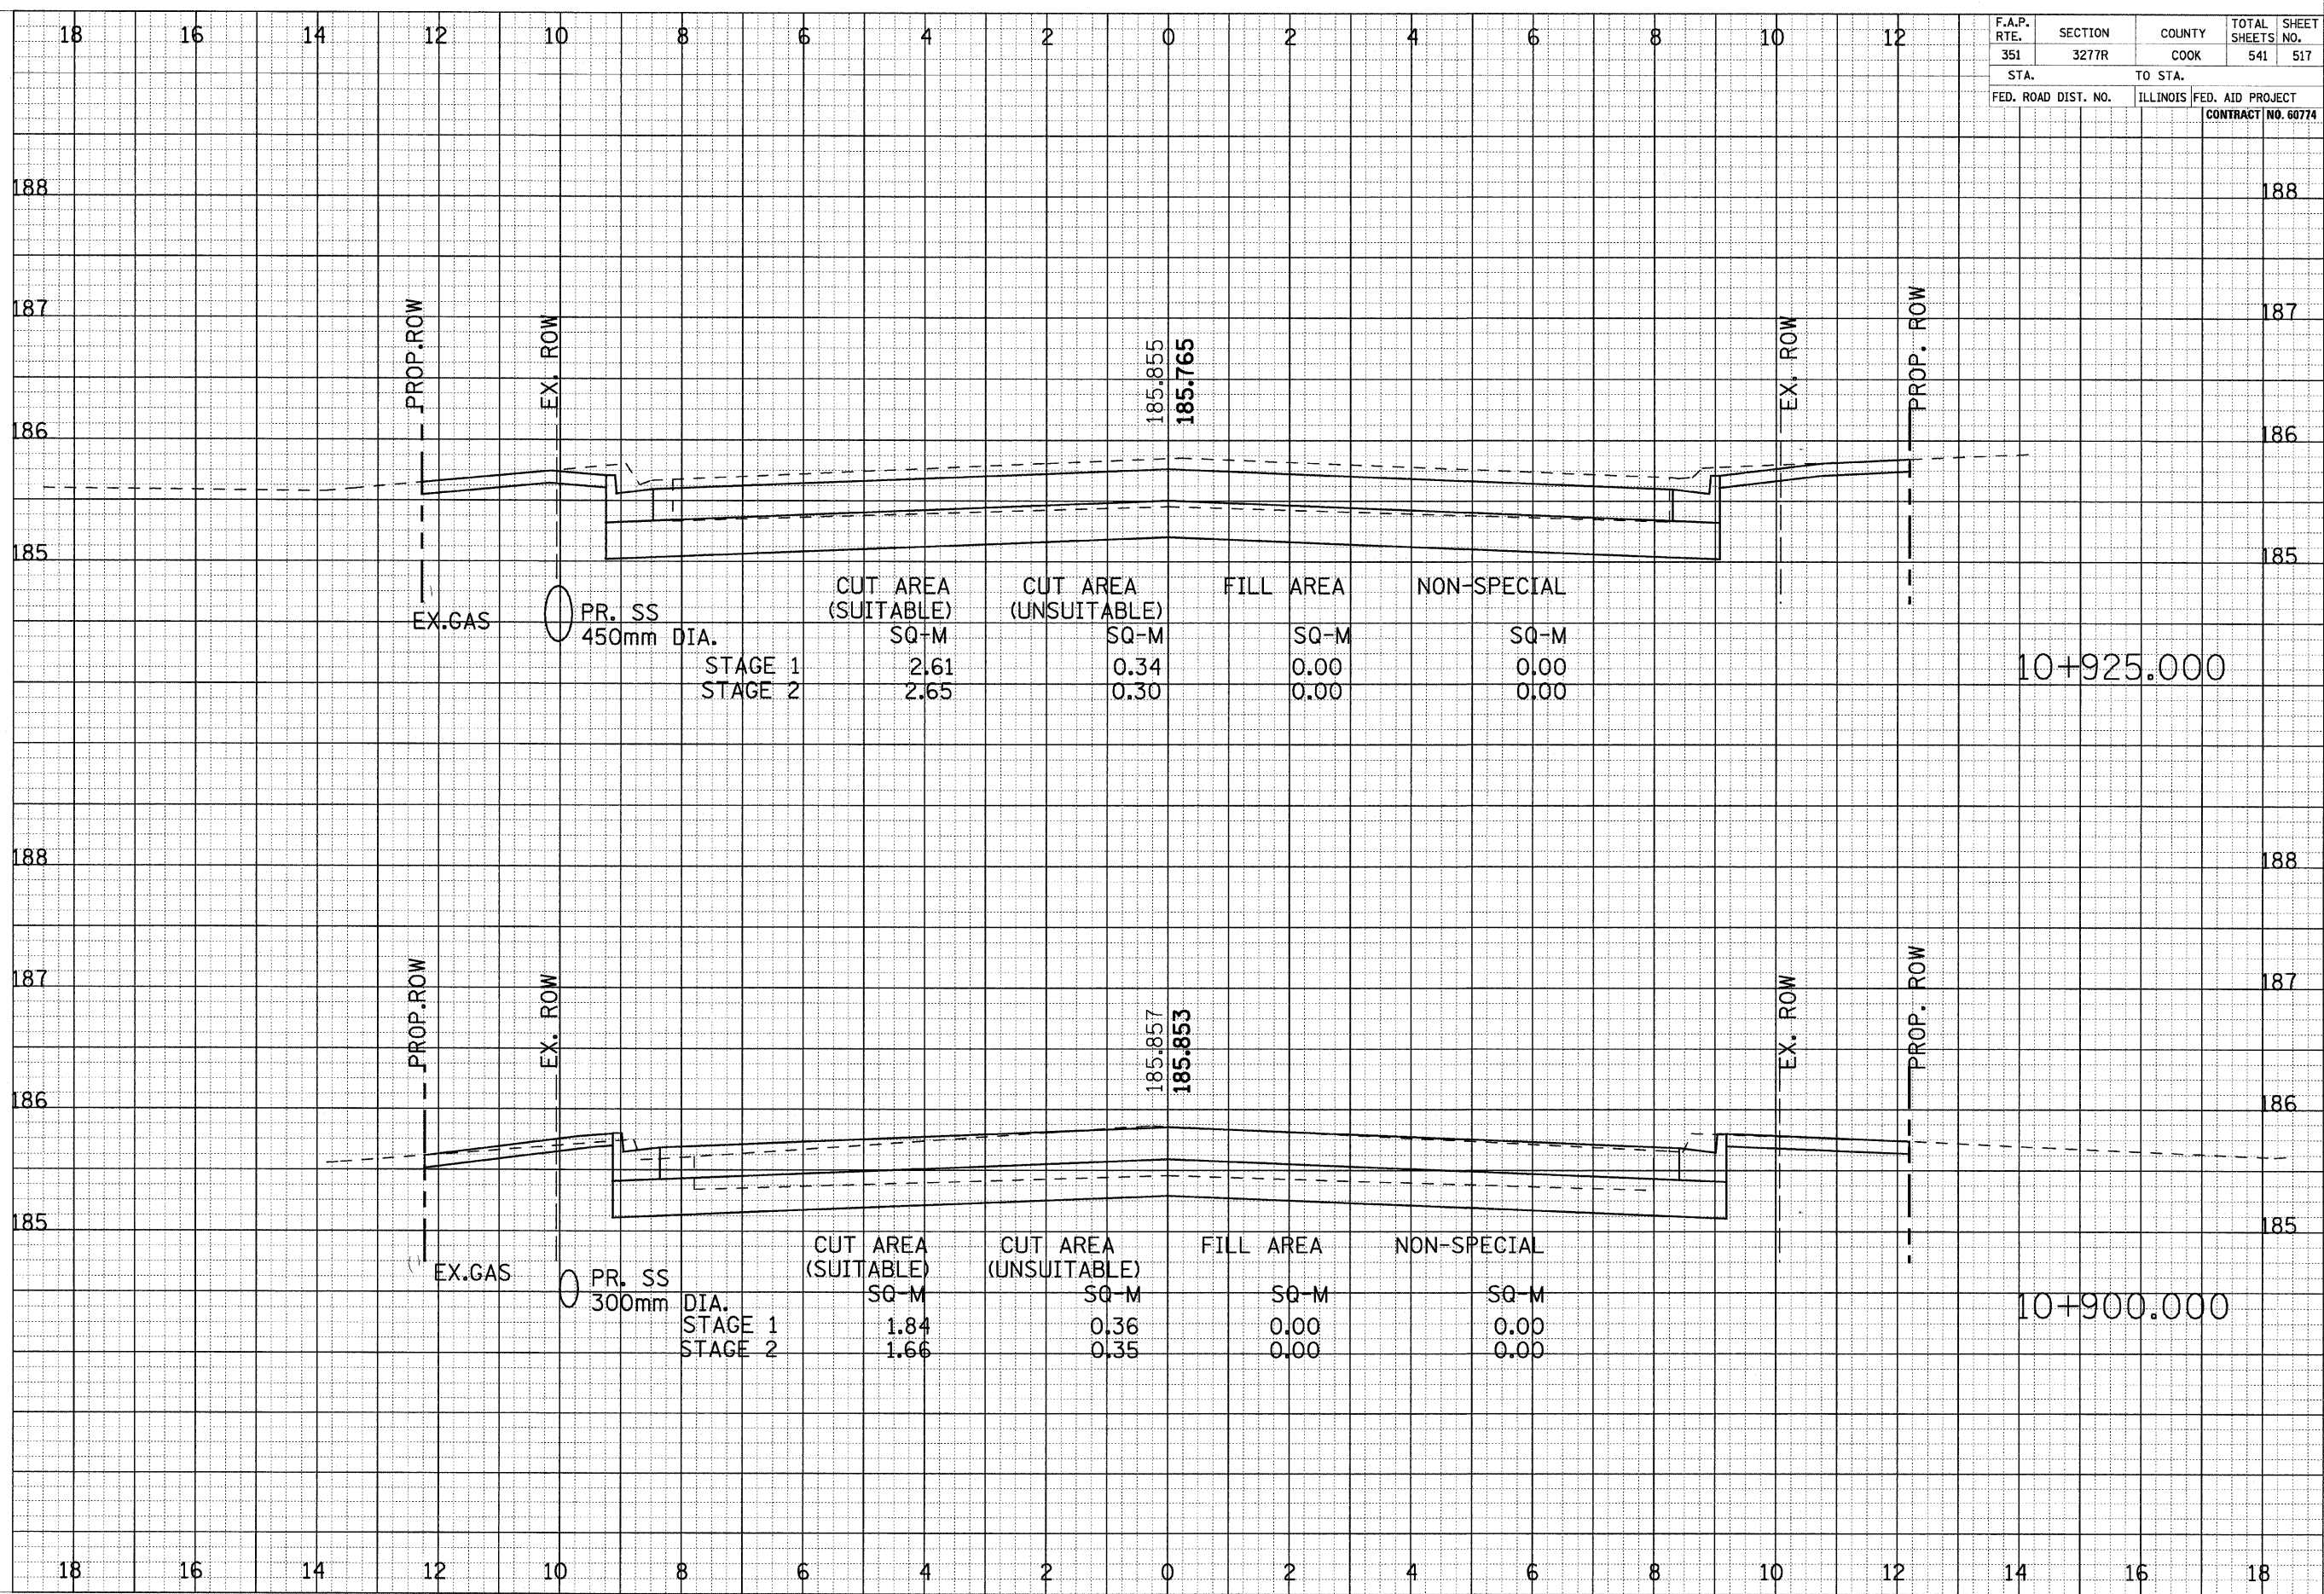 18 16 14 12 10 8 6 4 2 0 2 4 6 8 10 12
F.A.P. RTE. SECTION COUNTY TOTAL SHEETS SHEET NO.
351 3277R COOK 541 517
STA. TO STA.
FED. ROAD DIST. NO. ILLINOIS FED. AID PROJECT
CONTRACT NO. 60774
188 188
187 187
PROP.ROW
EX. ROW
185.855
185.765
EX. ROW
PROP. ROW
186 186
185 185
EX.GAS
PR. SS
450mm DIA.
CUT AREA CUT AREA FILL AREA NON-SPECIAL
(SUITABLE) (UNSUITABLE)
SQ-M SQ-M SQ-M SQ-M
STAGE 1 2.61 0.34 0.00 0.00
STAGE 2 2.65 0.30 0.00 0.00
10+925.000
188 188
187 187
PROP.ROW
EX. ROW
185.857
185.853
EX. ROW
PROP. ROW
186 186
185 185
EX.GAS
PR. SS
300mm DIA.
CUT AREA CUT AREA FILL AREA NON-SPECIAL
(SUITABLE) (UNSUITABLE)
SQ-M SQ-M SQ-M SQ-M
STAGE 1 1.84 0.36 0.00 0.00
STAGE 2 1.66 0.35 0.00 0.00
10+900.000
18 16 14 12 10 8 6 4 2 0 2 4 6 8 10 12 14 16 18